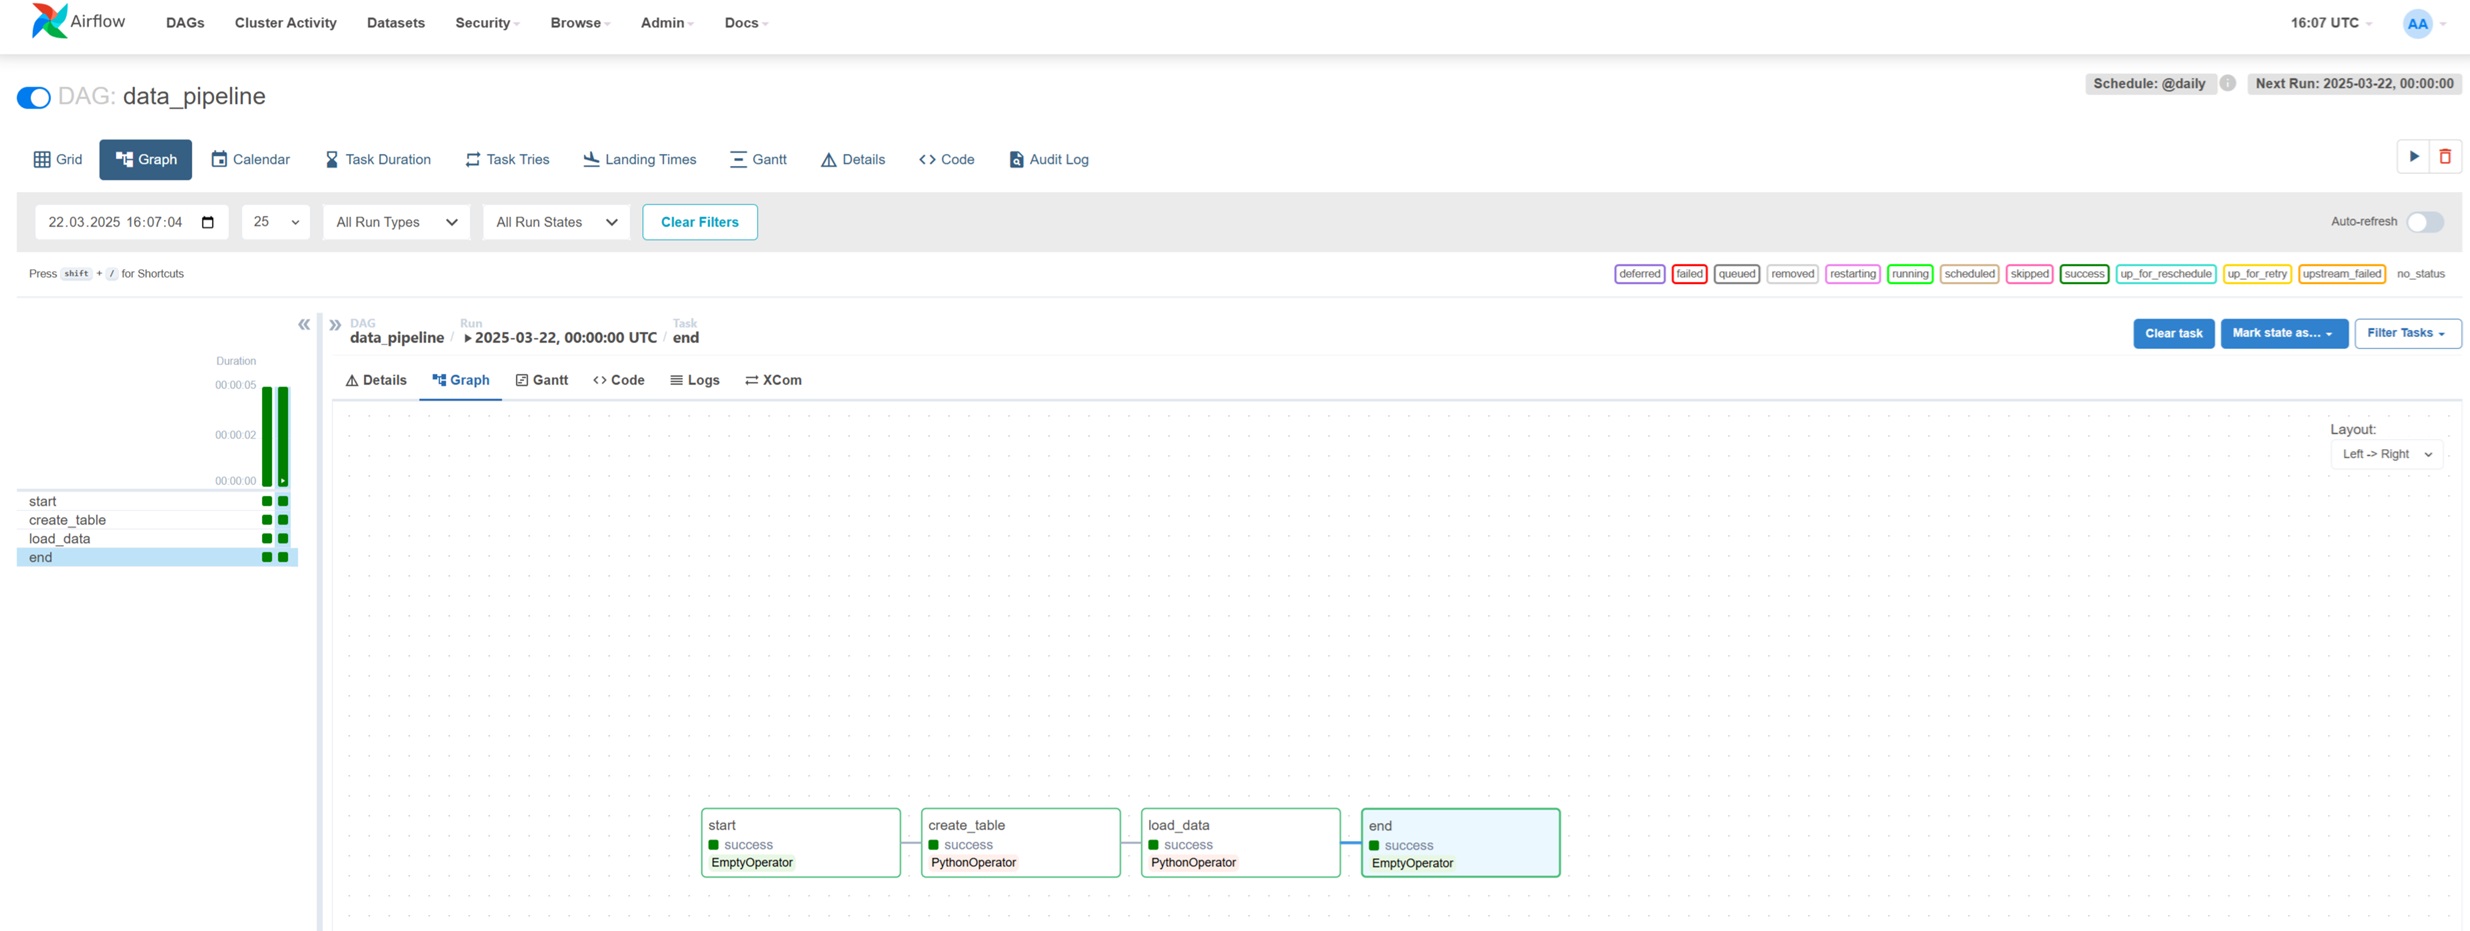 Airflow DAGs Cluster Activity Datasets Security Browse Admin Docs 16:07 UTC AA
DAG: data_pipeline Schedule: @daily i Next Run: 2025-03-22, 00:00:00
Grid Graph Calendar Task Duration Task Tries Landing Times Gantt Details Code Audit Log
22.03.2025 16:07:04 25 All Run Types All Run States Clear Filters Auto-refresh
Press shift + / for Shortcuts deferred failed queued removed restarting running scheduled skipped success up_for_reschedule up_for_retry upstream_failed no_status
DAG Run Task
data_pipeline / 2025-03-22, 00:00:00 UTC / end Clear task Mark state as... Filter Tasks
Details Graph Gantt Code Logs XCom
Duration
00:00:05
00:00:02
00:00:00
start
create_table
load_data
end
Layout:
Left -> Right
start
success
EmptyOperator
create_table
success
PythonOperator
load_data
success
PythonOperator
end
success
EmptyOperator